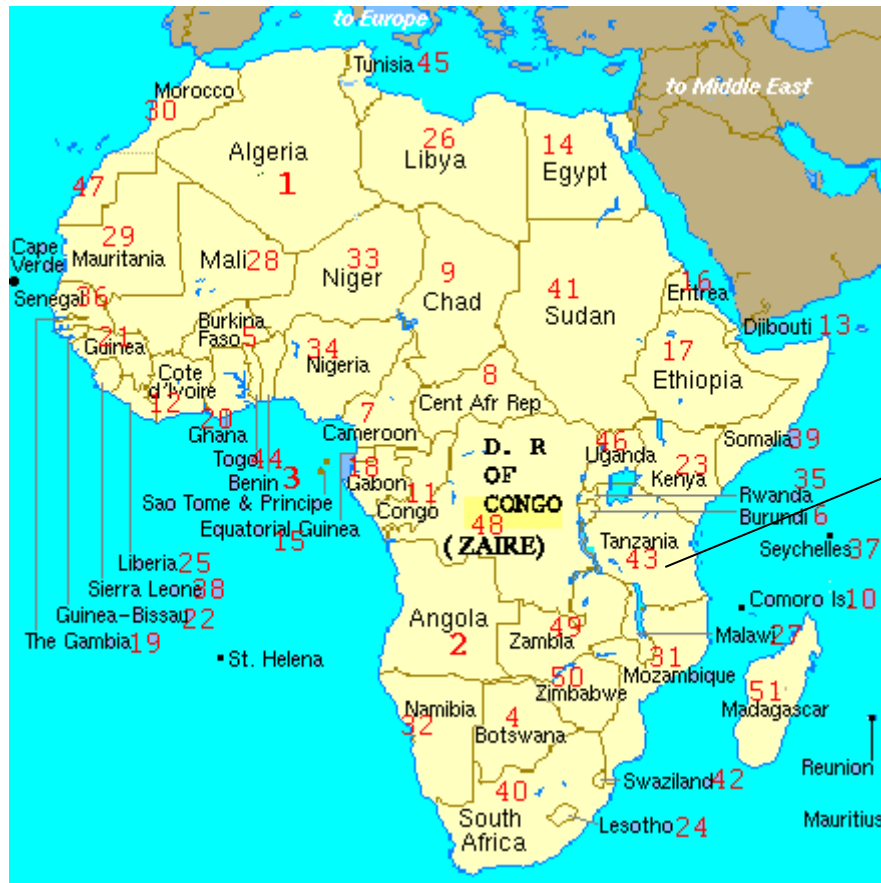 to Europe
Tunisia 45
Morocco
30
to Middle East
Algeria
1
26
Libya
14
Egypt
47
29
Mauritania
Mali 28
33
Niger
9
Chad
41
Sudan
16
Eritrea
Cape
Verde
Senegal 36
Djibouti 13
21
Guinea
Burkina
Faso 5
34
Nigeria
17
Ethiopia
Cote
d'Ivoire
12
8
Cent Afr Rep
20
Ghana
7
Cameroon
Togo 44
Benin 3
Sao Tome & Principe
Equatorial Guinea
15
18
Gabon
11
Congo
D. R
OF
CONGO
48
(ZAIRE)
46
Uganda
23
Kenya
Somalia 39
35
Rwanda
Burundi 6
Tanzania
43
Seychelles 37
Liberia 25
Sierra Leone 38
Guinea-Bissau 22
The Gambia 19
St. Helena
Comoro Is 10
Angola
2
49
Zambia
Malawi 27
31
Mozambique
50
Zimbabwe
51
Madagascar
Namibia
32
4
Botswana
Reunion
Swaziland 42
40
South
Africa
Lesotho 24
Mauritius